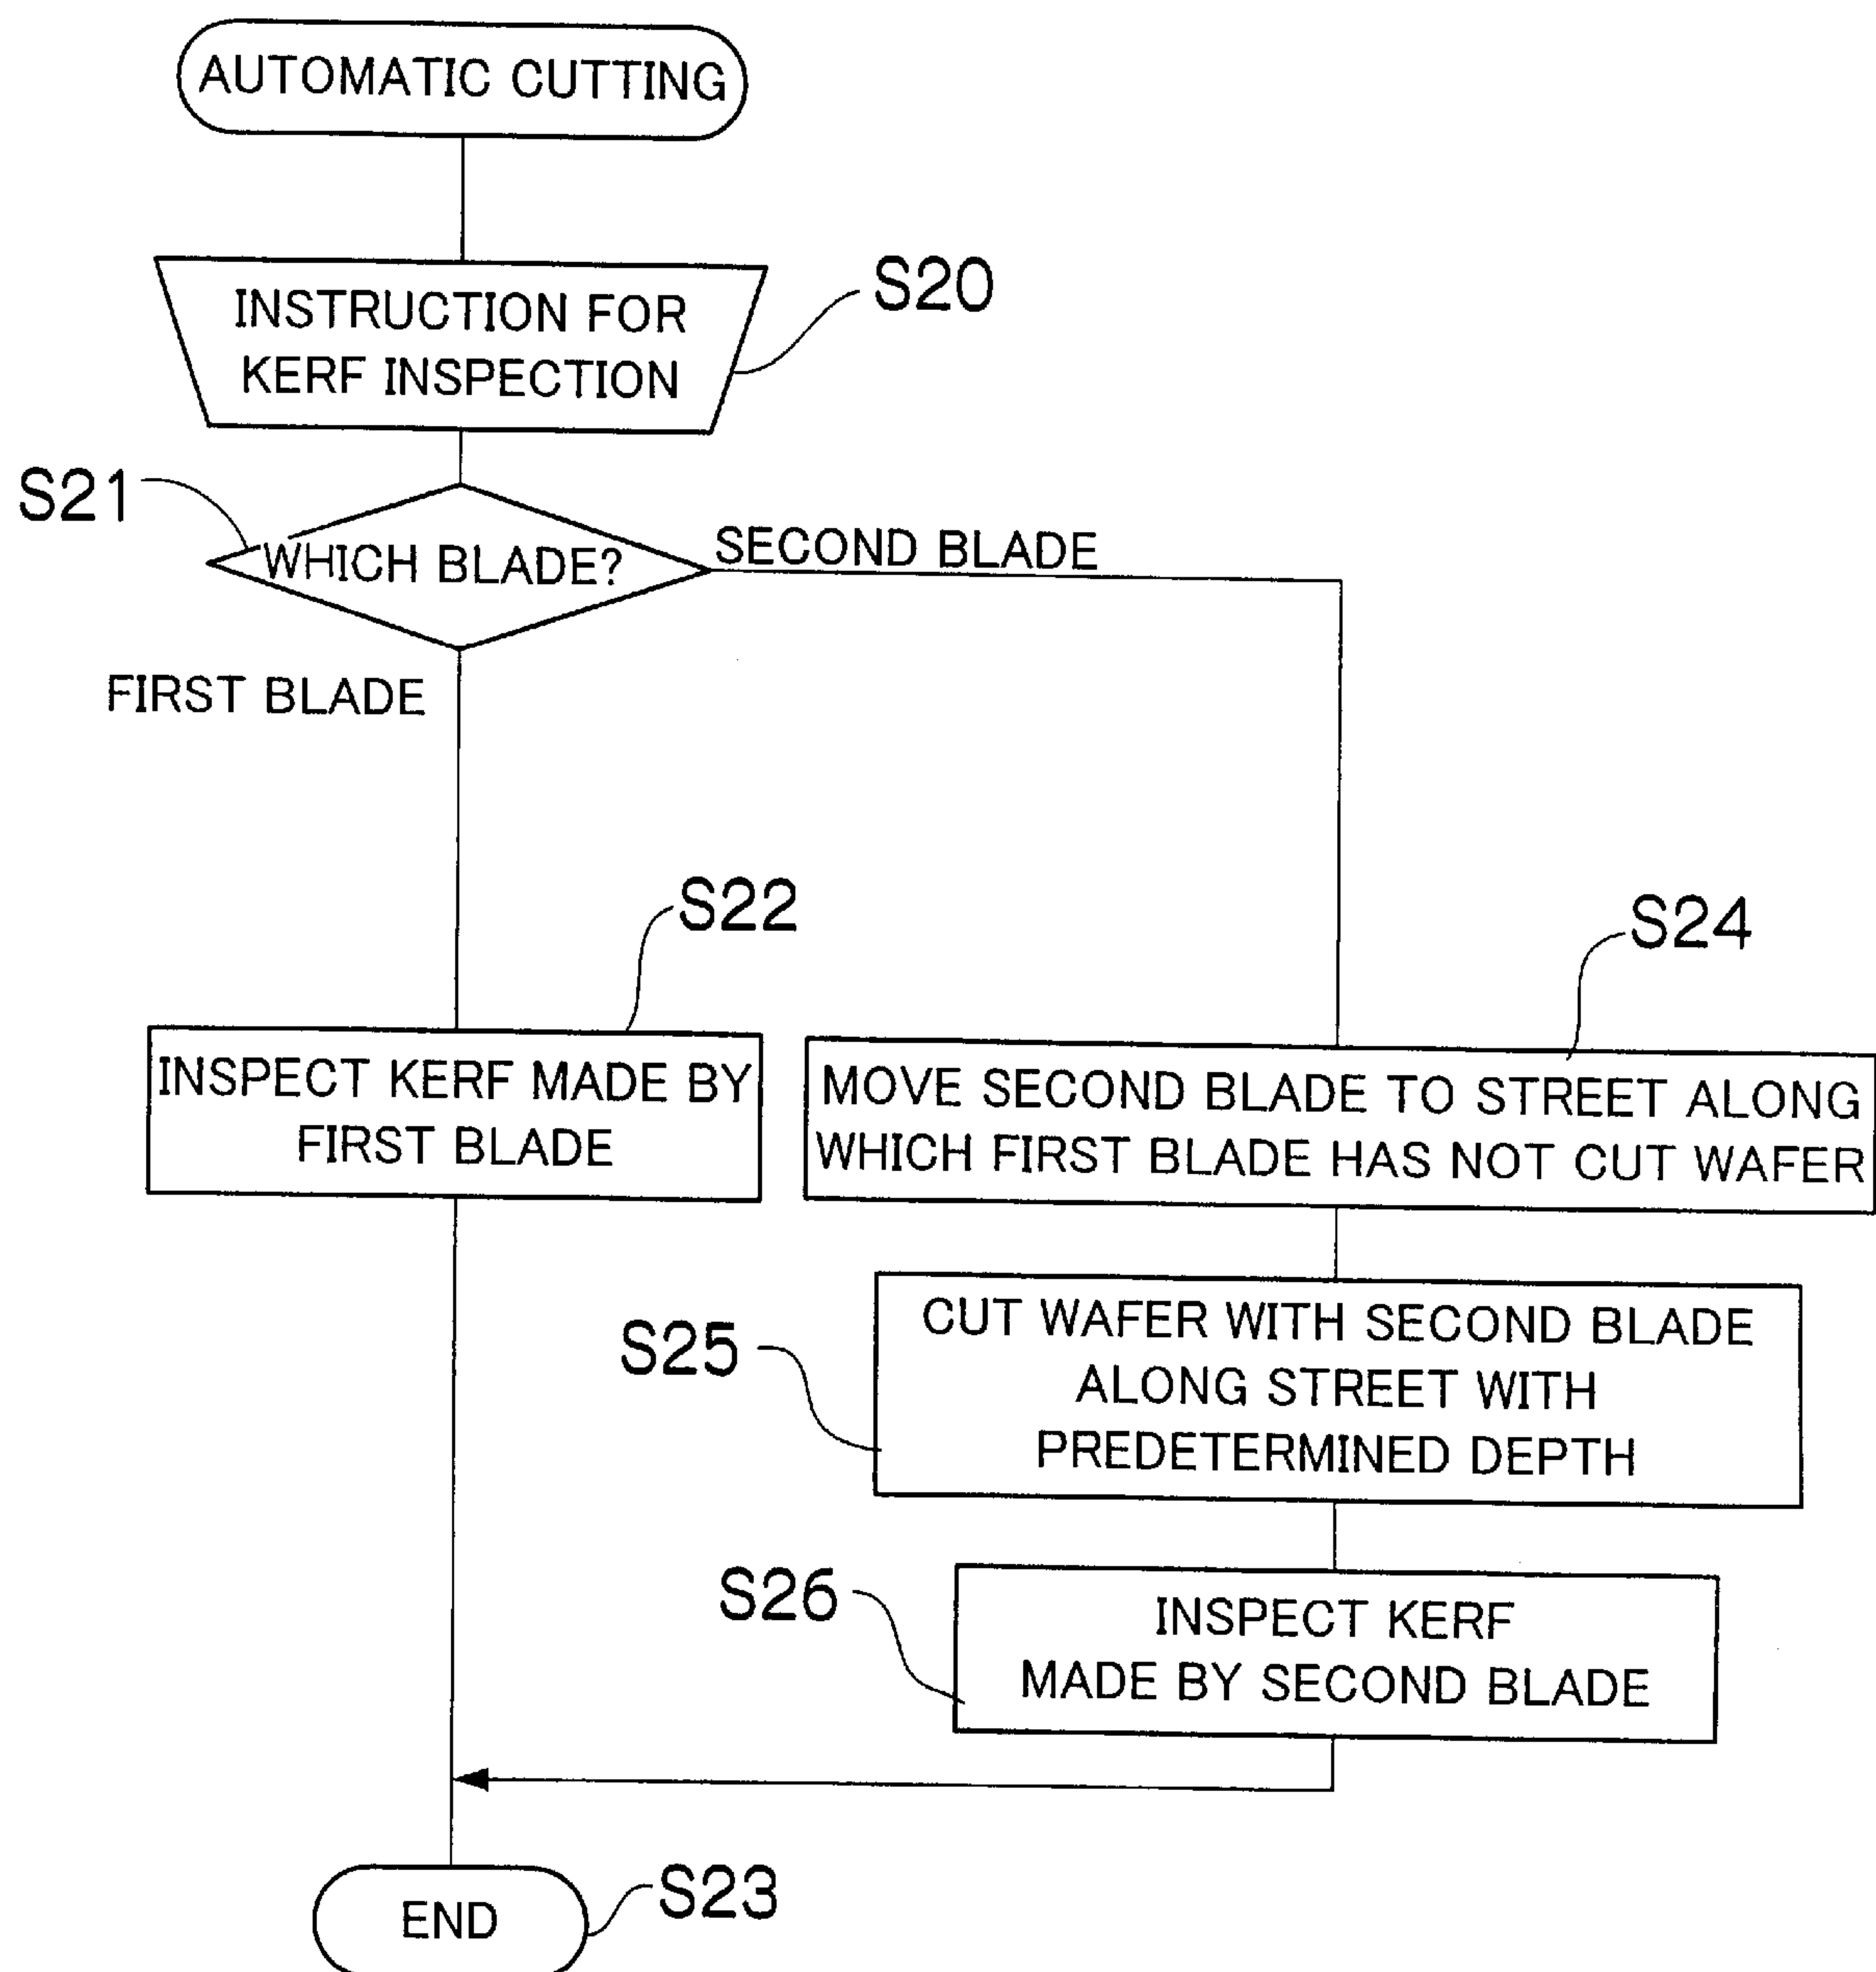 AUTOMATIC CUTTING
INSTRUCTION FOR
KERF INSPECTION
S20
S21
WHICH BLADE?
SECOND BLADE
FIRST BLADE
S22
INSPECT KERF MADE BY
FIRST BLADE
S24
MOVE SECOND BLADE TO STREET ALONG
WHICH FIRST BLADE HAS NOT CUT WAFER
S25
CUT WAFER WITH SECOND BLADE
ALONG STREET WITH
PREDETERMINED DEPTH
S26
INSPECT KERF
MADE BY SECOND BLADE
END
S23